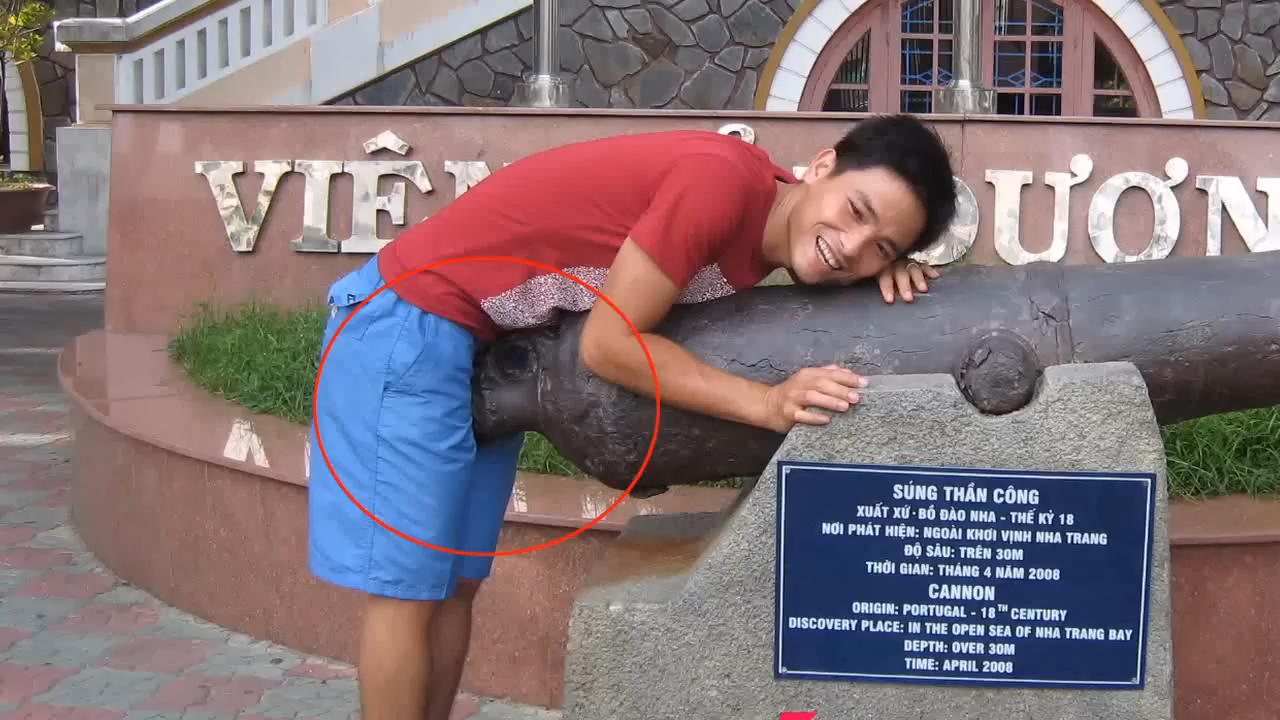 VIỆN DƯƠN
SÚNG THẦN CÔNG
XUẤT XỨ: BỒ ĐÀO NHA - THẾ KỶ 18
NƠI PHÁT HIỆN: NGOÀI KHƠI VỊNH NHA TRANG
ĐỘ SÂU: TRÊN 30M
THỜI GIAN: THÁNG 4 NĂM 2008
CANNON
ORIGIN: PORTUGAL - 18TH CENTURY
DISCOVERY PLACE: IN THE OPEN SEA OF NHA TRANG BAY
DEPTH: OVER 30M
TIME: APRIL 2008